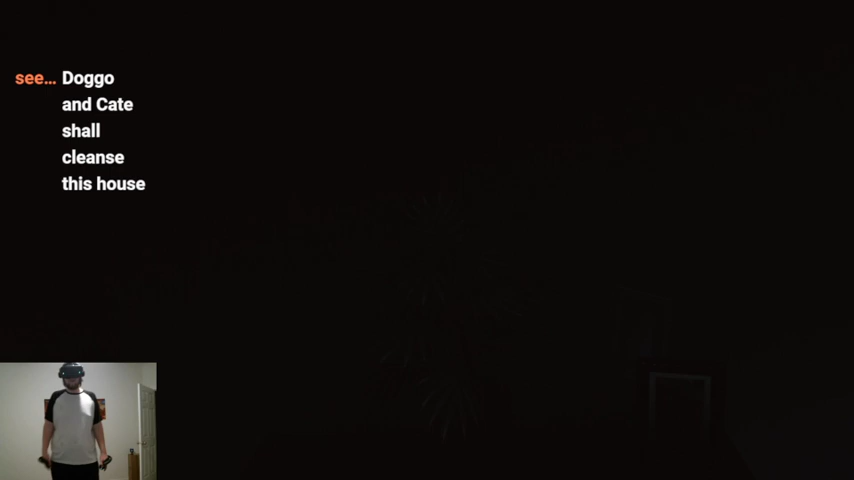 see... Doggo
and Cate
shall
cleanse
this house